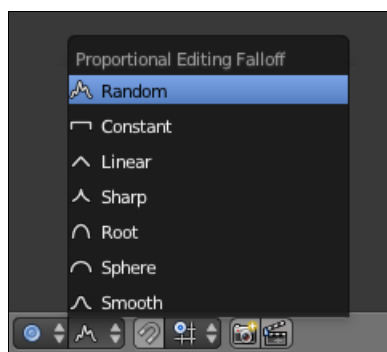 Proportional Editing Falloff
Random
Constant
Linear
Sharp
Root
Sphere
Smooth